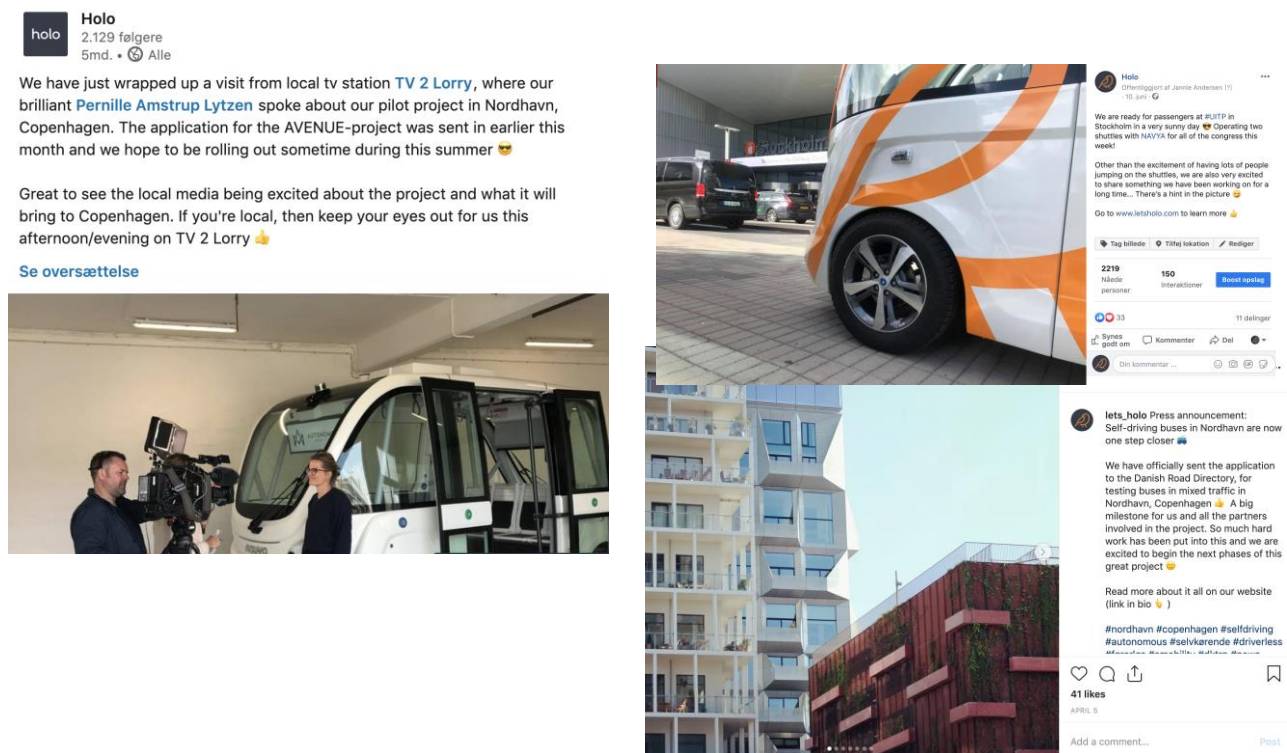 holo
Holo
2.129 følgere
5md. • Alle
We have just wrapped up a visit from local tv station TV 2 Lorry, where our
brilliant Pernille Amstrup Lytzen spoke about our pilot project in Nordhavn,
Copenhagen. The application for the AVENUE-project was sent in earlier this
month and we hope to be rolling out sometime during this summer 😎
Great to see the local media being excited about the project and what it will
bring to Copenhagen. If you're local, then keep your eyes out for us this
afternoon/evening on TV 2 Lorry 👍
Se oversættelse
Stockholm
Holo
Offentliggjort af Jannie Andersen [?]
· 10. juni ·
We are ready for passengers at #UITP in
Stockholm in a very sunny day 😎 Operating two
shuttles with NAVYA for all of the congress this
week!
Other than the excitement of having lots of people
jumping on the shuttles, we are also very excited
to share something we have been working on for a
long time... There's a hint in the picture 😏
Go to www.letsholo.com to learn more 👍
Tag billede
Tilføj lokation
Rediger
2219
Nåede
personer
150
Interaktioner
Boost opslag
33
11 delinger
Synes
godt om
Kommenter
Del
Din kommentar ...
lets_holo Press announcement:
Self-driving buses in Nordhavn are now
one step closer 🚙
We have officially sent the application
to the Danish Road Directory, for
testing buses in mixed traffic in
Nordhavn, Copenhagen 👍 A big
milestone for us and all the partners
involved in the project. So much hard
work has been put into this and we are
excited to begin the next phases of this
great project 😊
Read more about it all on our website
(link in bio 👆 )
#nordhavn #copenhagen #selfdriving
#autonomous #selvkørende #driverless
41 likes
APRIL 5
Add a comment...
Post